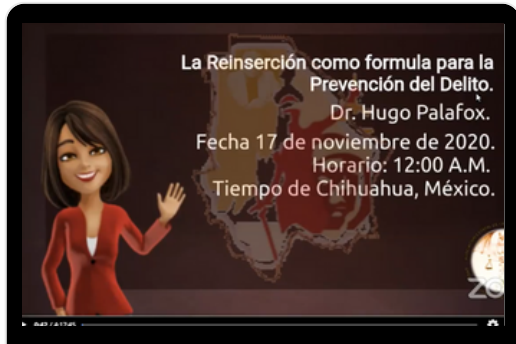 La Reinserción como formula para la
Prevención del Delito.
Dr. Hugo Palafox.
Fecha 17 de noviembre de 2020.
Horario: 12:00 A.M.
Tiempo de Chihuahua, México.